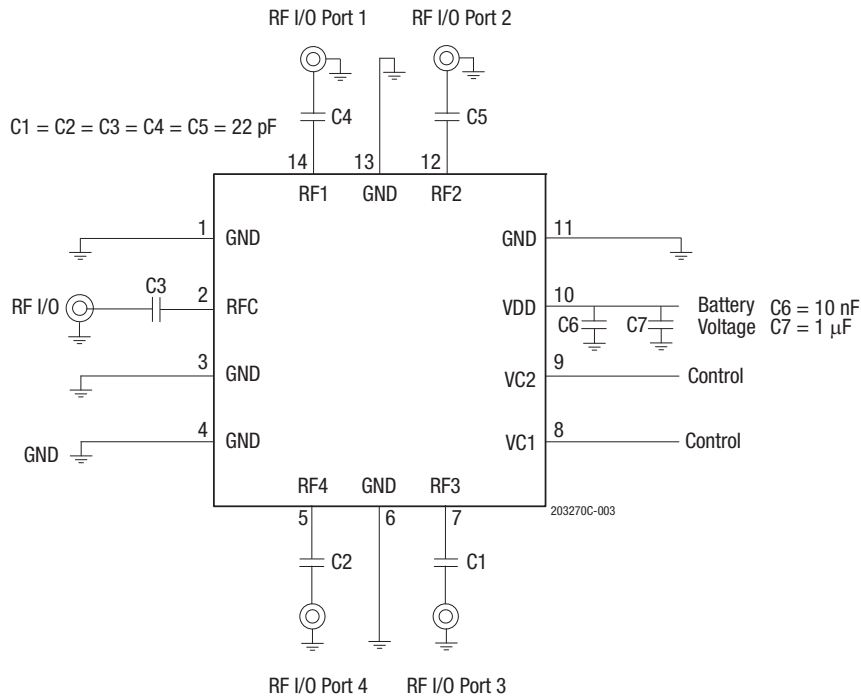 RF I/O Port 1 RF I/O Port 2
C4 C5
C1 = C2 = C3 = C4 = C5 = 22 pF
14 13 12
RF1 GND RF2
1 GND GND 11
C3
RF I/O 2 RFC VDD 10 Battery C6 = 10 nF
C6 C7 Voltage C7 = 1 μF
3 GND VC2 9 Control
GND 4 GND VC1 8 Control
RF4 GND RF3
203270C-003
5 6 7
C2 C1
RF I/O Port 4 RF I/O Port 3